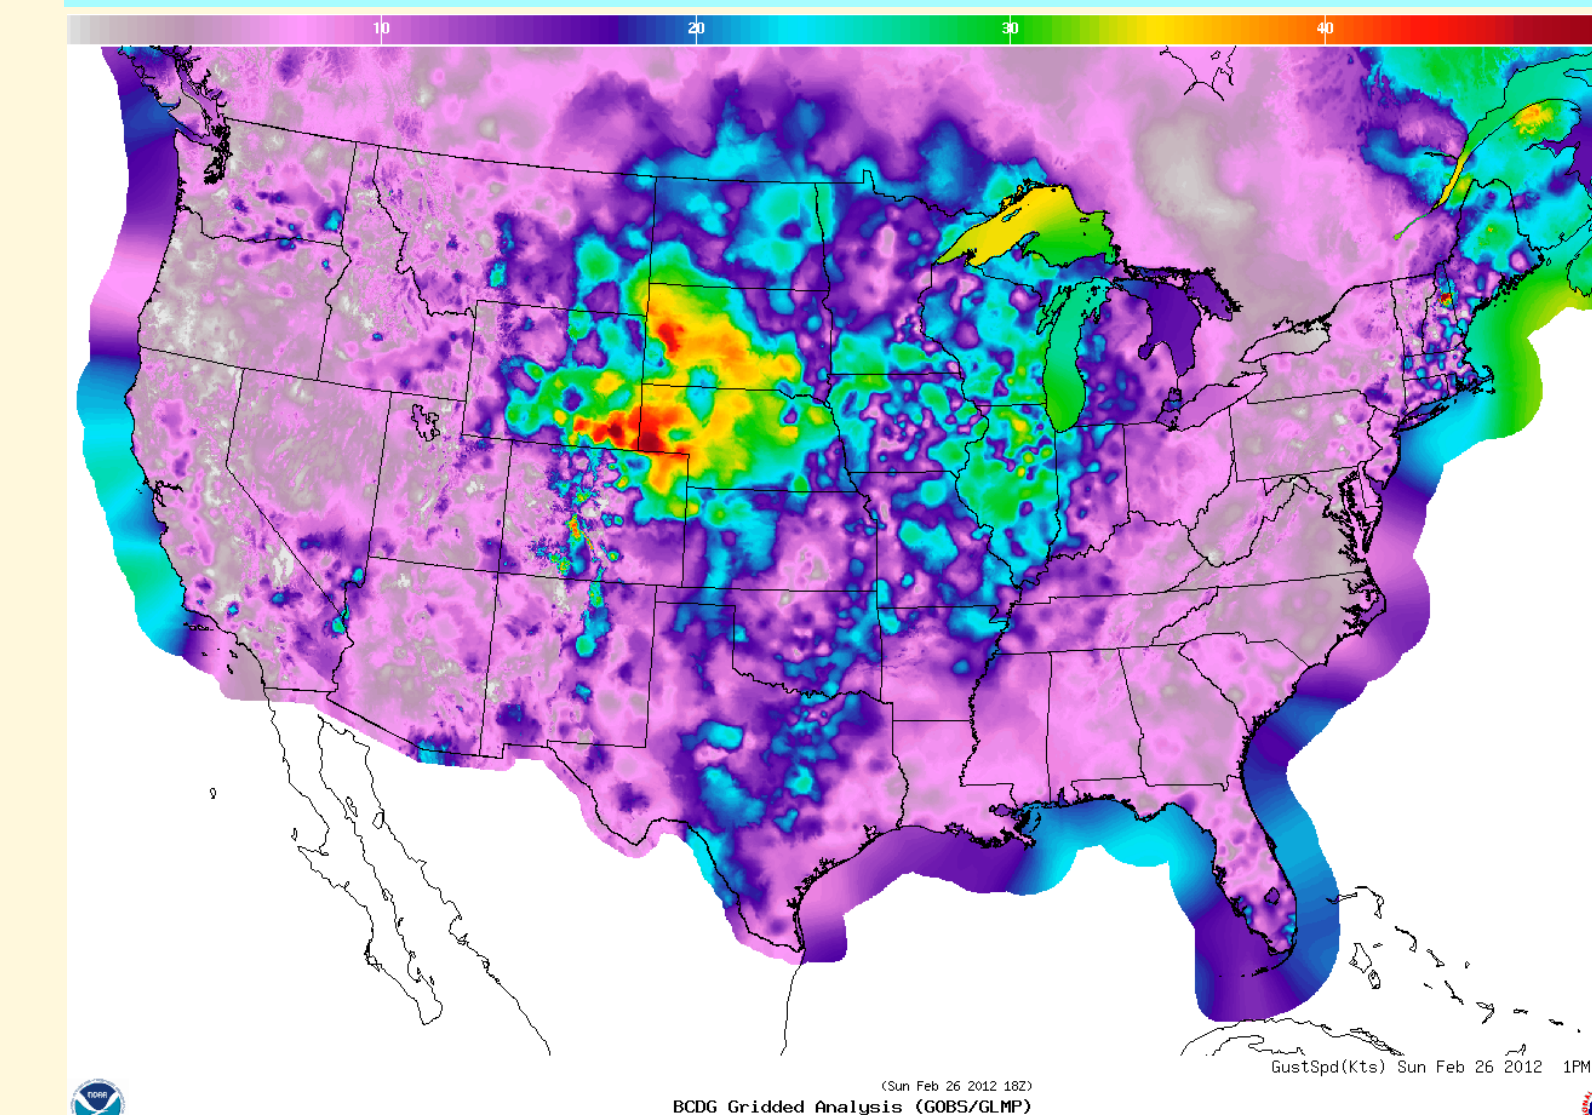 10 20 30 40
GustSpd(Kts) Sun Feb 26 2012 1PM
(Sun Feb 26 2012 18Z)
noaa
BCDG Gridded Analysis (GOBS/GLMP)